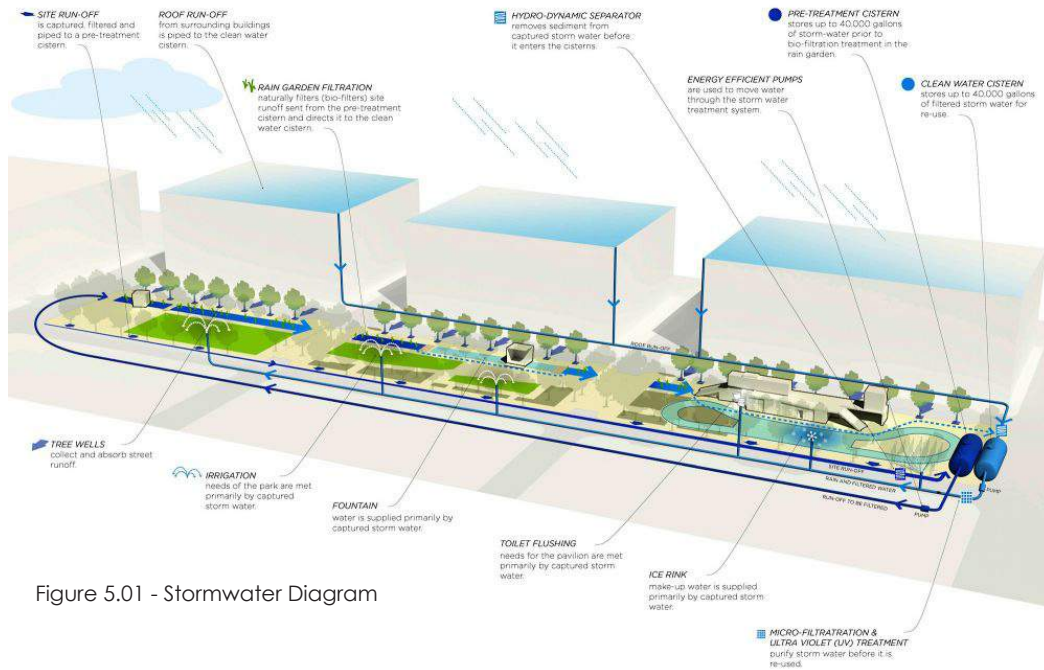 SITE RUN-OFF
is captured, filtered and
piped to a pre-treatment
cistern.
ROOF RUN-OFF
from surrounding buildings
is piped to the clean water
cistern.
RAIN GARDEN FILTRATION
naturally filters (bio-filters) site
runoff sent from the pre-treatment
cistern and directs it to the clean
water cistern.
HYDRO-DYNAMIC SEPARATOR
removes sediment from
captured storm water before
it enters the cisterns.
ENERGY EFFICIENT PUMPS
are used to move water
through the storm water
treatment system.
PRE-TREATMENT CISTERN
stores up to 40,000 gallons
of storm-water prior to
bio-filtration treatment in the
rain garden.
CLEAN WATER CISTERN
stores up to 40,000 gallons
of filtered storm water for
re-use.
ROOF RUN-OFF
SITE RUN-OFF
RAIN AND FILTERED WATER
RUN-OFF TO BE FILTERED
PUMP
PUMP
TREE WELLS
collect and absorb street
runoff.
IRRIGATION
needs of the park are met
primarily by captured
storm water.
FOUNTAIN
water is supplied primarily by
captured storm water.
TOILET FLUSHING
needs for the pavilion are met
primarily by captured storm
water.
ICE RINK
make-up water is supplied
primarily by captured storm
water.
MICRO-FILTRATRATION &
ULTRA VIOLET (UV) TREATMENT
purify storm water before it is
re-used.
Figure 5.01 - Stormwater Diagram